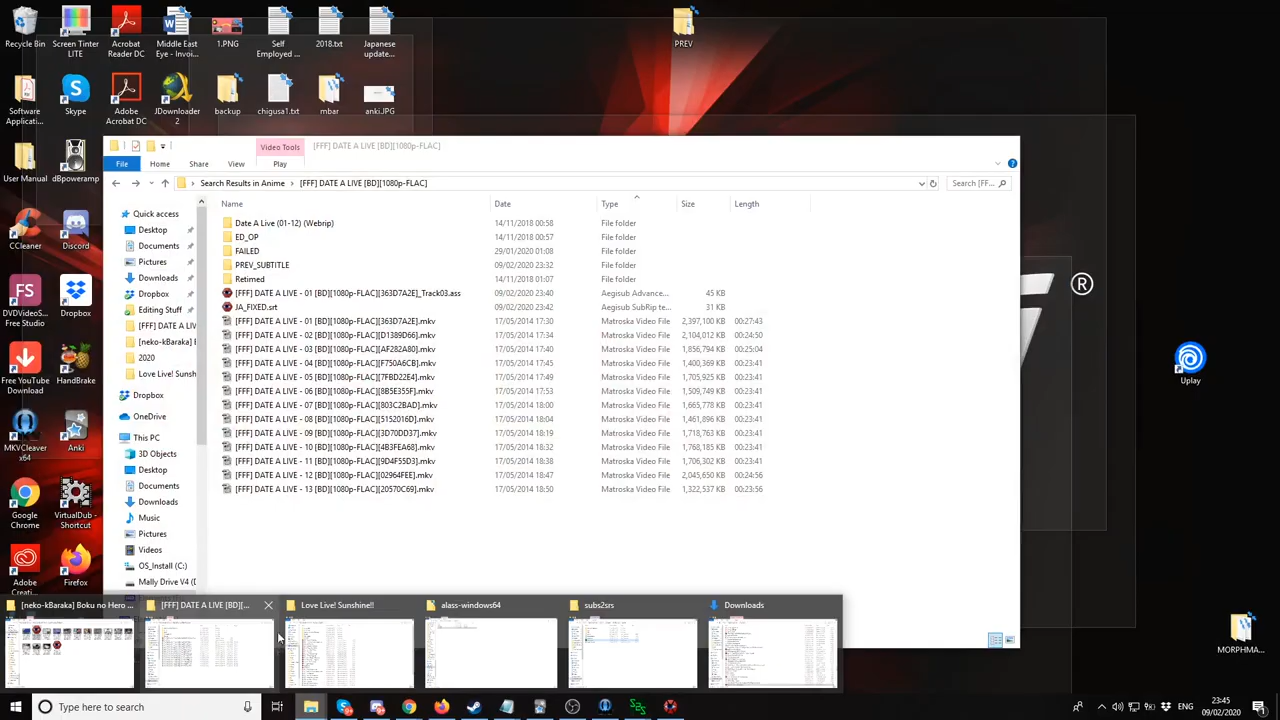 Recycle Bin
Screen Tinter LITE
Acrobat Reader DC
Middle East Eye - Invoi...
1.PNG
Self Employed ...
2018.txt
Japanese update...
PREV
Software Applicati...
Skype
Adobe Acrobat DC
JDownloader 2
backup
chigusa1.txt
mbar
anki.JPG
User Manual
dBpoweramp
CCleaner
Discord
DVDVideoS... Free Studio
Dropbox
Free YouTube Download
HandBrake
MKVCleaver x64
Anki
Google Chrome
VirtualDub - Shortcut
Adobe Creati...
Firefox
Video Tools
[FFF] DATE A LIVE [BD][1080p-FLAC]
File
Home
Share
View
Play
Search Results in Anime
[FFF] DATE A LIVE [BD][1080p-FLAC]
Search [FF...
Name
Date
Type
Size
Length
Quick access
Desktop
Documents
Pictures
Downloads
Dropbox
Editing Stuff
[FFF] DATE A LIV
[neko-kBaraka] B
2020
Love Live! Sunsh
Dropbox
OneDrive
This PC
3D Objects
Desktop
Documents
Downloads
Music
Pictures
Videos
OS_Install (C:)
Mally Drive V4 (D
Date A Live (01-12) (Webrip) 14/11/2018 00:58 File folder
ED_OP 14/11/2018 00:57 File folder
FAILED 29/01/2020 01:08 File folder
PREV_SUBTITLE 09/02/2020 23:32 File folder
Retimed 14/11/2018 01:07 File folder
[FFF] DATE A LIVE - 01 [BD][1080p-FLAC][363D7A2E]_Track03.ass 09/02/2020 23:40 Aegisub Advance... 45 KB
JA_FIXED.srt 09/02/2020 23:42 Aegisub SubRip te... 31 KB
[FFF] DATE A LIVE - 01 [BD][1080p-FLAC][363D7A2E].mkv 17/05/2014 17:30 Matroska Video File 2,397,100 KB 00:27:43
[FFF] DATE A LIVE - 02 [BD][1080p-FLAC][D1389D66].mkv 17/05/2014 17:34 Matroska Video File 2,104,012 KB 00:24:50
[FFF] DATE A LIVE - 03 [BD][1080p-FLAC][AF282A80].mkv 17/05/2014 17:40 Matroska Video File 1,856,794 KB 00:25:04
[FFF] DATE A LIVE - 04 [BD][1080p-FLAC][F750A6CB].mkv 17/05/2014 17:45 Matroska Video File 1,400,369 KB 00:23:41
[FFF] DATE A LIVE - 05 [BD][1080p-FLAC][7FBD22E4].mkv 17/05/2014 17:49 Matroska Video File 1,705,925 KB 00:23:41
[FFF] DATE A LIVE - 06 [BD][1080p-FLAC][8B5E355F].mkv 17/05/2014 17:53 Matroska Video File 1,509,749 KB 00:23:41
[FFF] DATE A LIVE - 07 [BD][1080p-FLAC][803C2BAD].mkv 17/05/2014 18:00 Matroska Video File 1,665,778 KB 00:23:41
[FFF] DATE A LIVE - 08 [BD][1080p-FLAC][5152016D].mkv 17/05/2014 18:04 Matroska Video File 1,461,896 KB 00:23:41
[FFF] DATE A LIVE - 09 [BD][1080p-FLAC][3D70DD37].mkv 17/05/2014 18:19 Matroska Video File 1,718,763 KB 00:23:41
[FFF] DATE A LIVE - 10 [BD][1080p-FLAC][4B3FEA68].mkv 17/05/2014 18:32 Matroska Video File 1,768,185 KB 00:23:41
[FFF] DATE A LIVE - 11 [BD][1080p-FLAC][9D4F55D3].mkv 17/05/2014 18:38 Matroska Video File 1,706,302 KB 00:23:41
[FFF] DATE A LIVE - 12 [BD][1080p-FLAC][02964FEE].mkv 17/05/2014 18:47 Matroska Video File 2,045,650 KB 00:24:56
[FFF] DATE A LIVE - 13 [BD][1080p-FLAC][20570C69].mkv 17/05/2014 18:50 Matroska Video File 1,322,537 KB 00:23:56
®
Uplay
MORPHMA...
[neko-kBaraka] Boku no Hero ...
[FFF] DATE A LIVE [BD][...
Love Live! Sunshine!!
alass-windows64
subs2srs
Downloads
Type here to search
ENG
23:45
09/02/2020